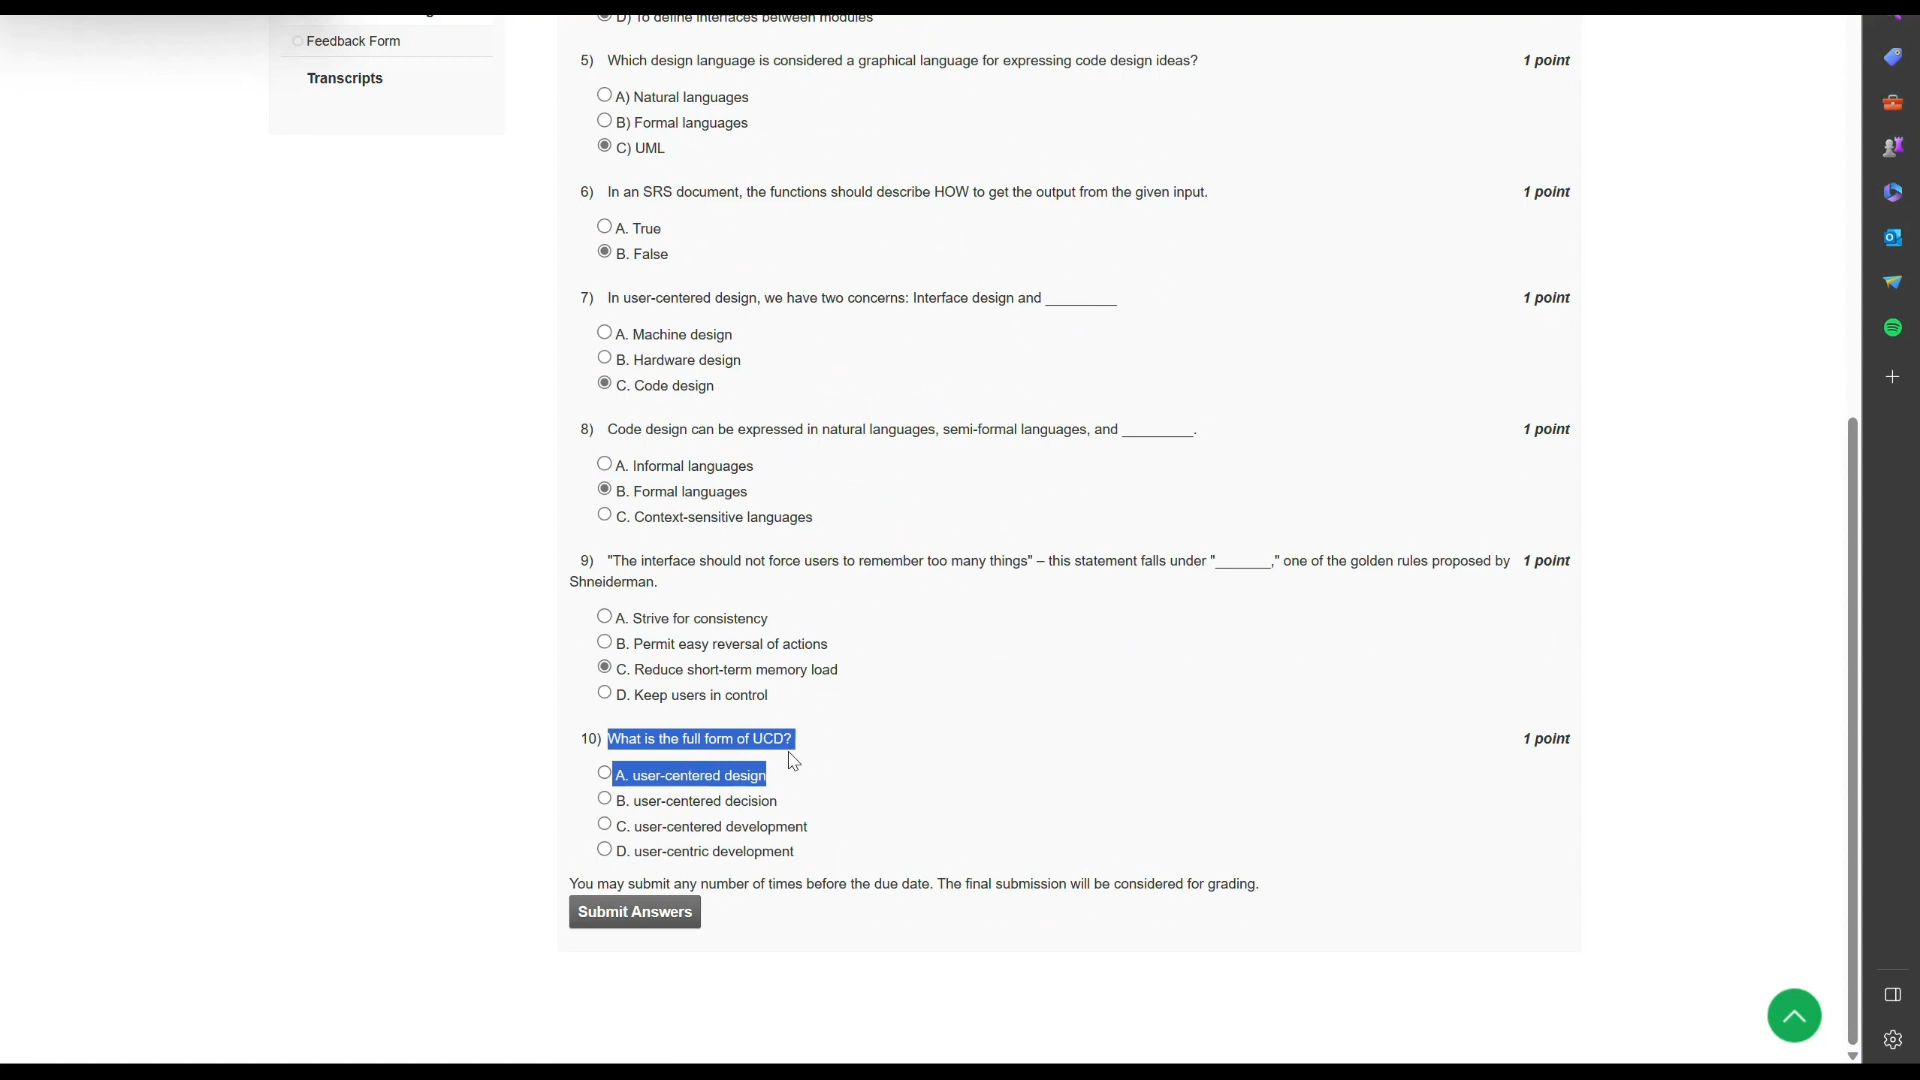 D) To define interfaces between modules
Feedback Form
Transcripts
5) Which design language is considered a graphical language for expressing code design ideas? 1 point
A) Natural languages
B) Formal languages
C) UML
6) In an SRS document, the functions should describe HOW to get the output from the given input. 1 point
A. True
B. False
7) In user-centered design, we have two concerns: Interface design and _________ 1 point
A. Machine design
B. Hardware design
C. Code design
8) Code design can be expressed in natural languages, semi-formal languages, and _________. 1 point
A. Informal languages
B. Formal languages
C. Context-sensitive languages
9) "The interface should not force users to remember too many things" – this statement falls under "_______," one of the golden rules proposed by 1 point
Shneiderman.
A. Strive for consistency
B. Permit easy reversal of actions
C. Reduce short-term memory load
D. Keep users in control
10) What is the full form of UCD? 1 point
A. user-centered design
B. user-centered decision
C. user-centered development
D. user-centric development
You may submit any number of times before the due date. The final submission will be considered for grading.
Submit Answers